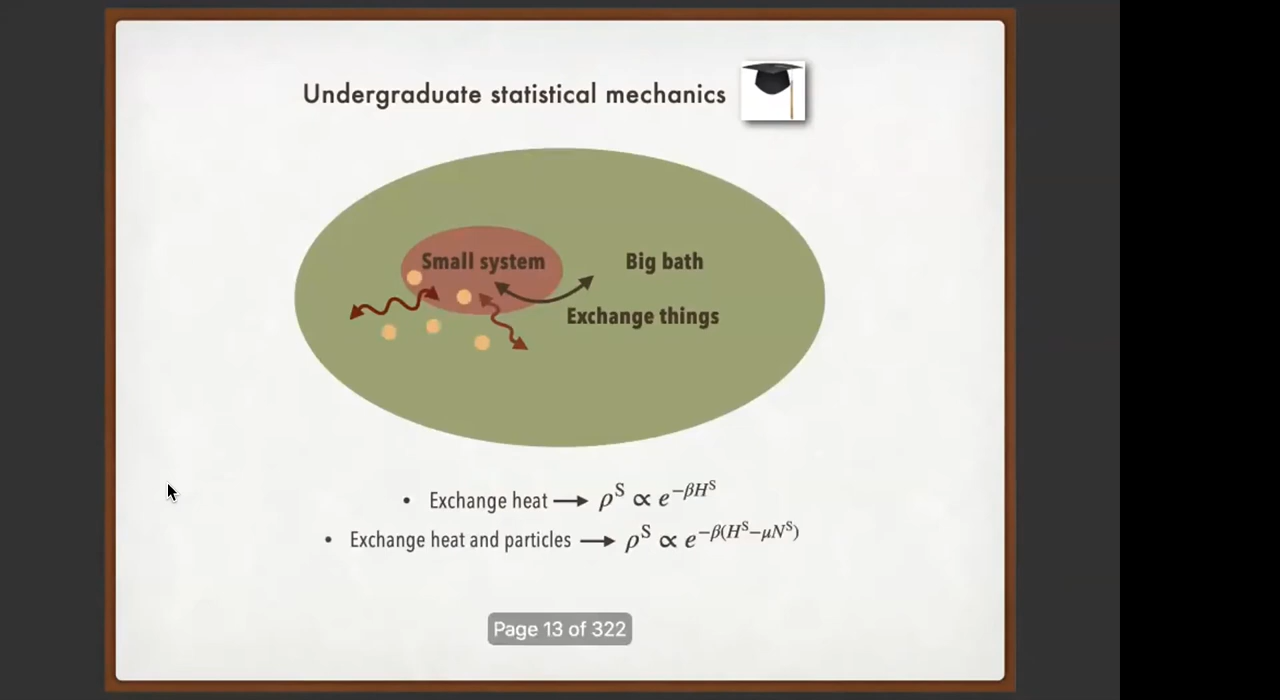 Undergraduate statistical mechanics
Small system
Big bath
Exchange things
• Exchange heat ⟶ ρ^S ∝ e^{−βH^S}
• Exchange heat and particles ⟶ ρ^S ∝ e^{−β(H^S−μN^S)}
Page 13 of 322